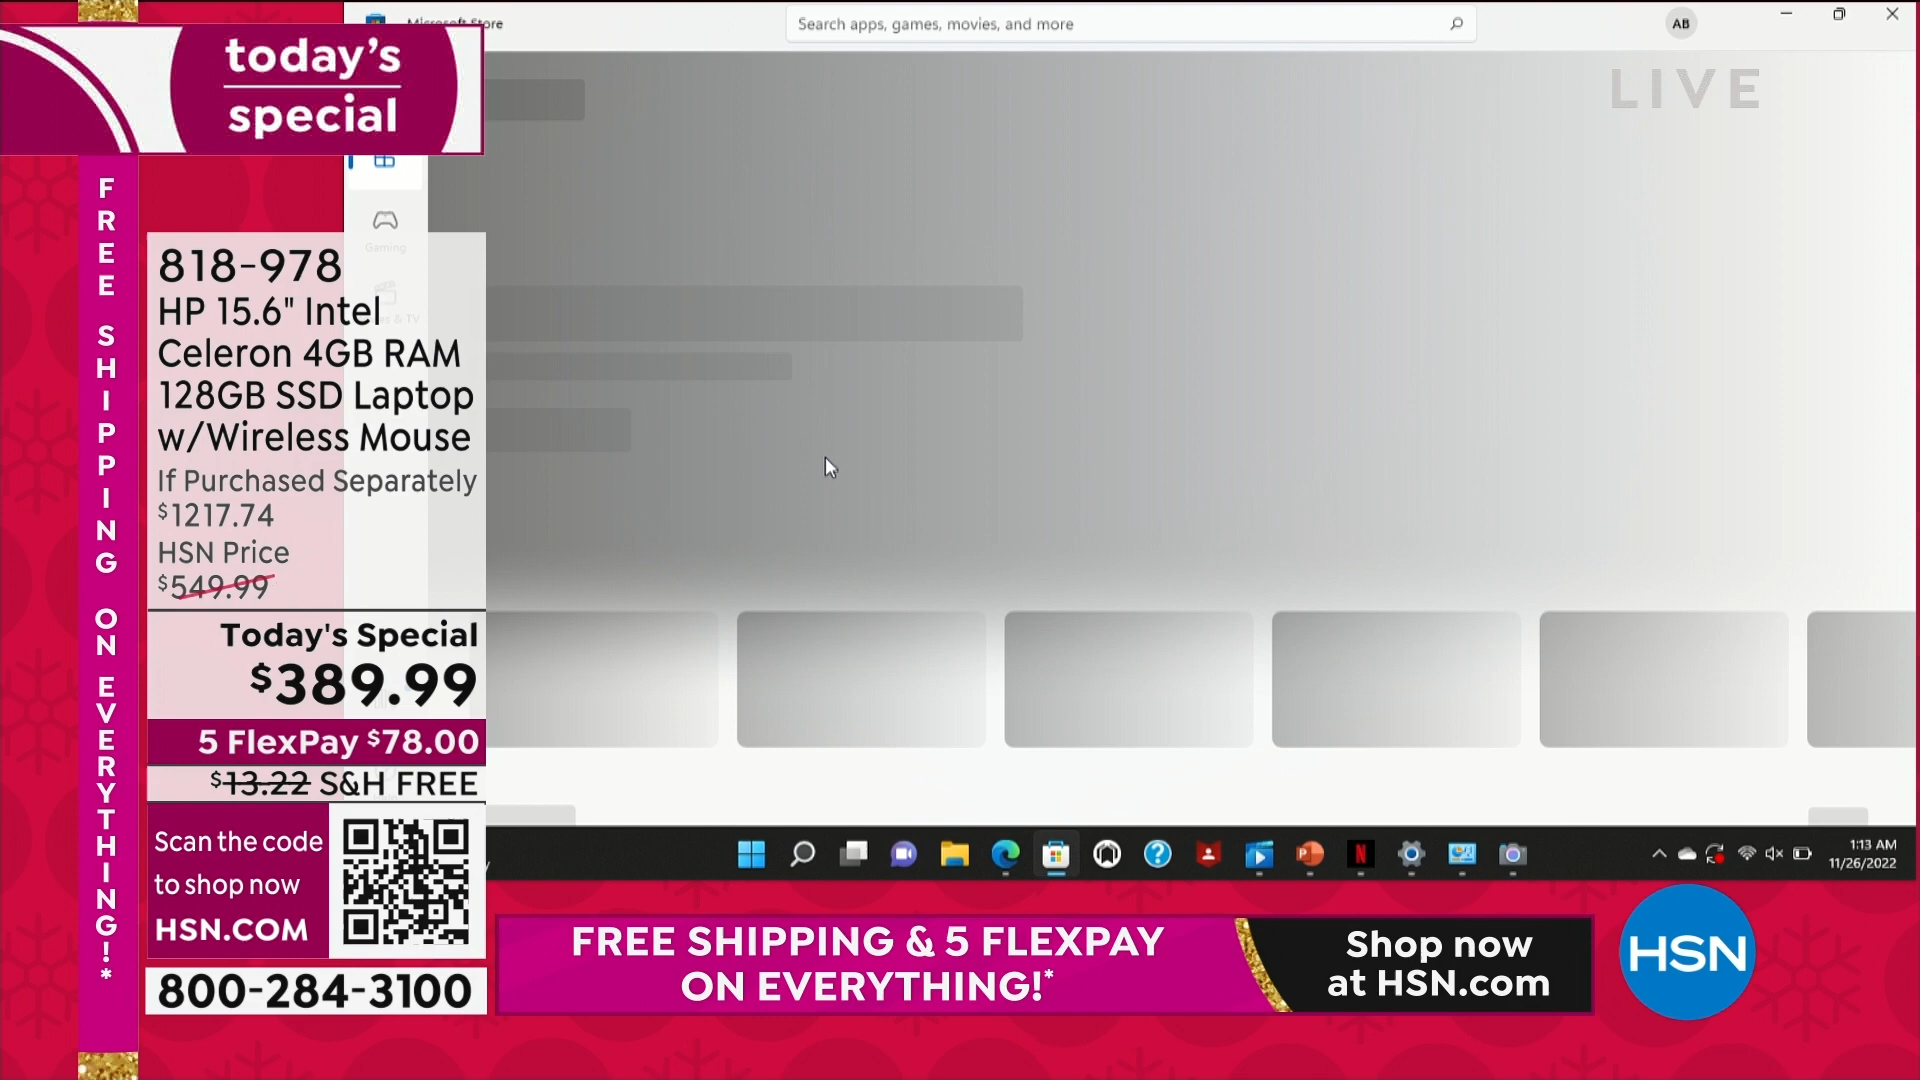 today's
special
FREE SHIPPING ON EVERYTHING!*
818-978
HP 15.6" Intel
Celeron 4GB RAM
128GB SSD Laptop
w/Wireless Mouse
If Purchased Separately
$1217.74
HSN Price
$549.99
Today's Special
$389.99
5 FlexPay $78.00
$13.22 S&H FREE
Scan the code
to shop now
HSN.COM
800-284-3100
Microsoft Store
Search apps, games, movies, and more
AB
LIVE
Gaming
& TV
1:13 AM
11/26/2022
FREE SHIPPING & 5 FLEXPAY
ON EVERYTHING!*
Shop now
at HSN.com
HSN